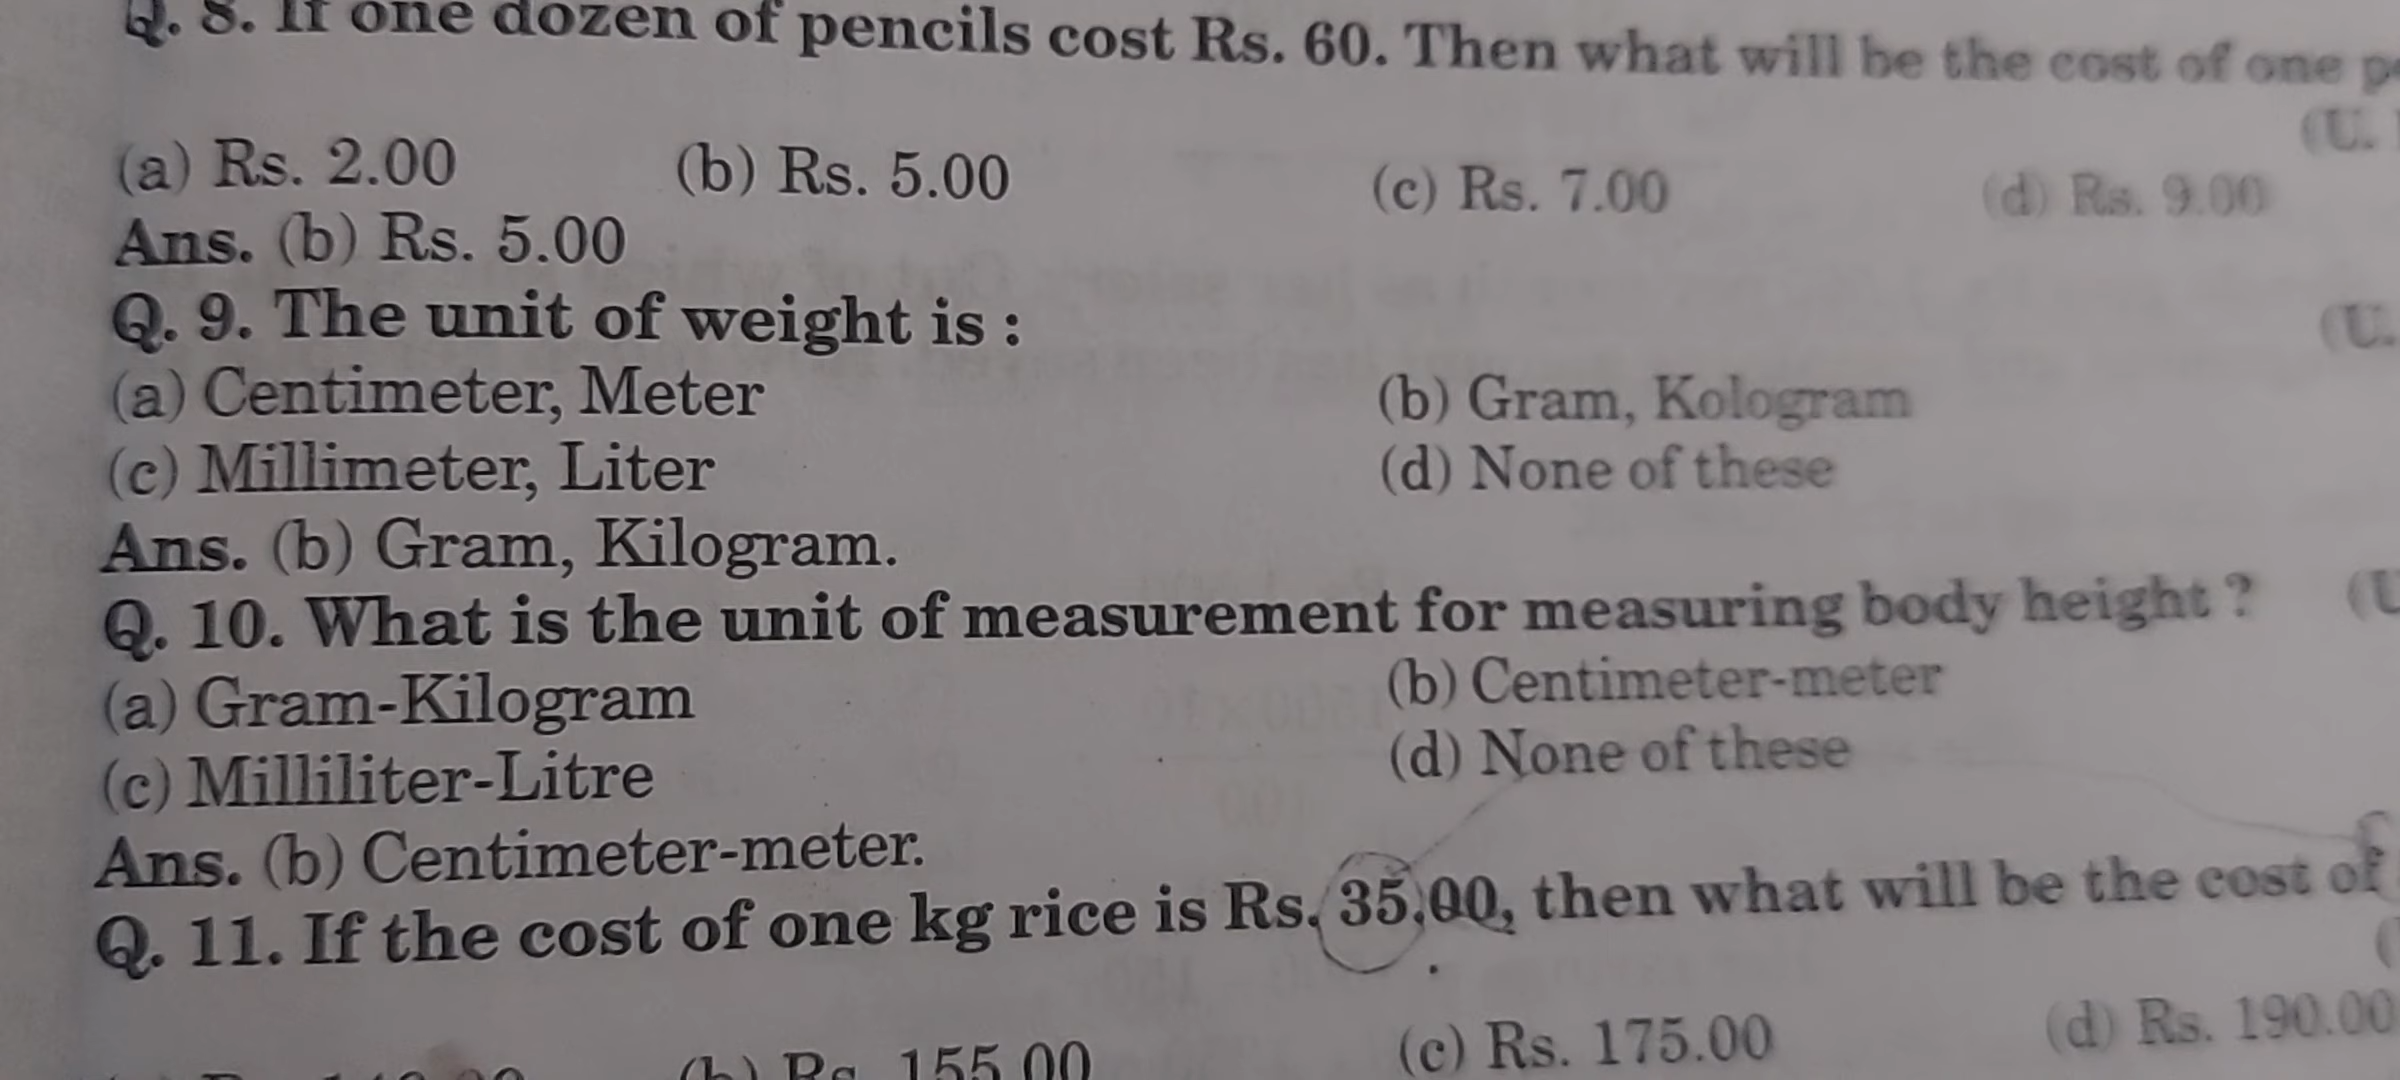 Q. 8. If one dozen of pencils cost Rs. 60. Then what will be the cost of one
(U.
(a) Rs. 2.00 (b) Rs. 5.00 (c) Rs. 7.00 (d) Rs. 9.00
Ans. (b) Rs. 5.00
Q. 9. The unit of weight is : (U.
(a) Centimeter, Meter (b) Gram, Kologram
(c) Millimeter, Liter (d) None of these
Ans. (b) Gram, Kilogram.
Q. 10. What is the unit of measurement for measuring body height ? (U
(a) Gram-Kilogram (b) Centimeter-meter
(c) Milliliter-Litre (d) None of these
Ans. (b) Centimeter-meter.
Q. 11. If the cost of one kg rice is Rs. 35.00, then what will be the cost of
(b) Rs. 155.00 (c) Rs. 175.00 (d) Rs. 190.00